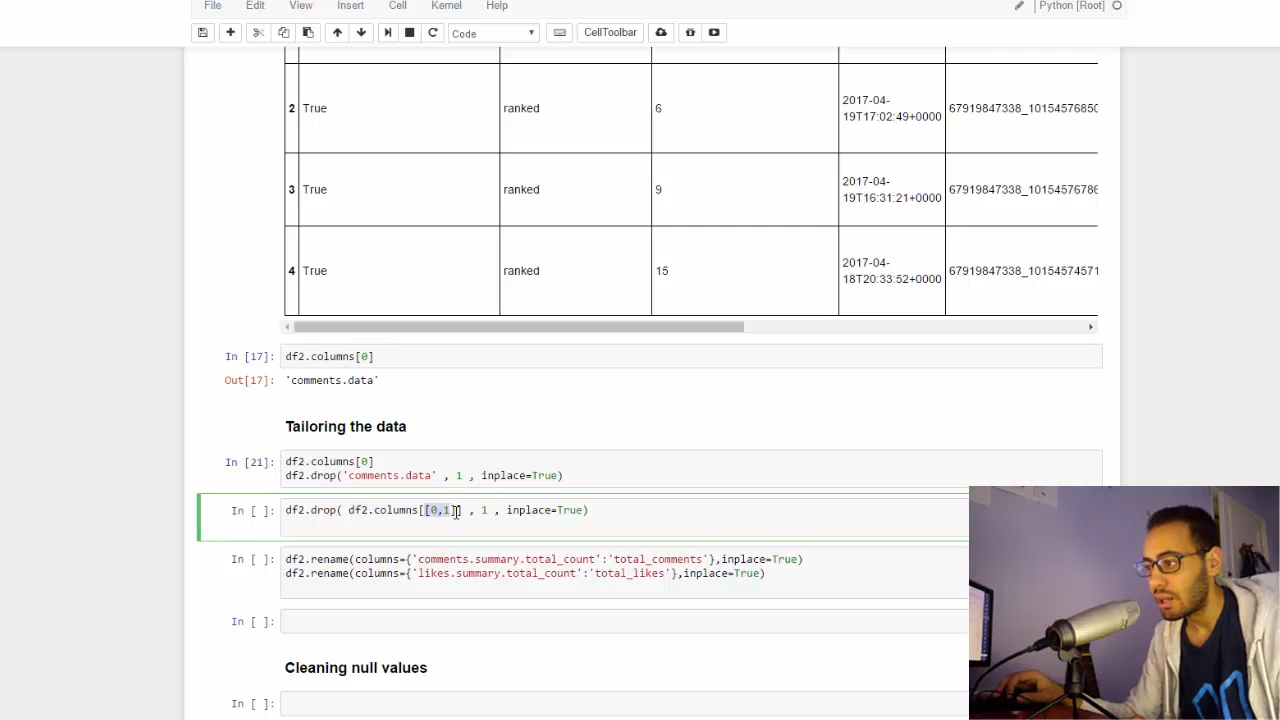 File Edit View Insert Cell Kernel Help Python [Root]
Code CellToolbar
2 True ranked 6 2017-04-
19T17:02:49+0000 67919847338_1015457685
3 True ranked 9 2017-04-
19T16:31:21+0000 67919847338_1015457678
4 True ranked 15 2017-04-
18T20:33:52+0000 67919847338_1015457457
In [17]: df2.columns[0]
Out[17]: 'comments.data'
Tailoring the data
In [21]: df2.columns[0]
df2.drop('comments.data' , 1 , inplace=True)
In [ ]: df2.drop( df2.columns[[0,1]] , 1 , inplace=True)
In [ ]: df2.rename(columns={'comments.summary.total_count':'total_comments'},inplace=True)
df2.rename(columns={'likes.summary.total_count':'total_likes'},inplace=True)
In [ ]:
Cleaning null values
In [ ]: